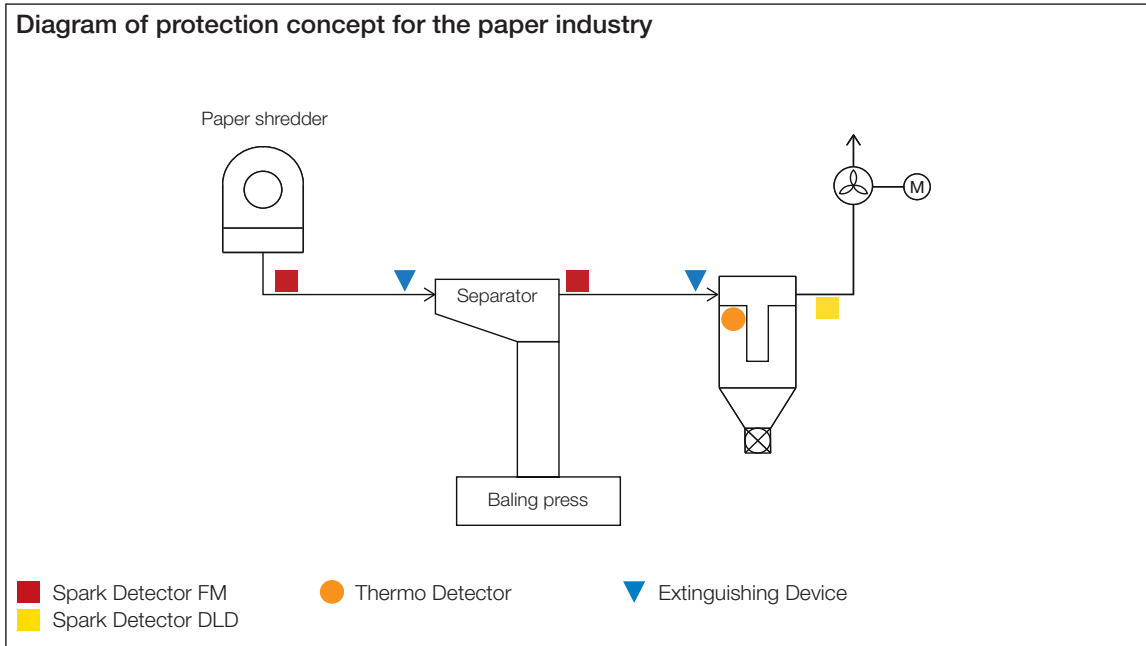 Diagram of protection concept for the paper industry
Paper shredder
M
Separator
Baling press
Spark Detector FM
Thermo Detector
Extinguishing Device
Spark Detector DLD